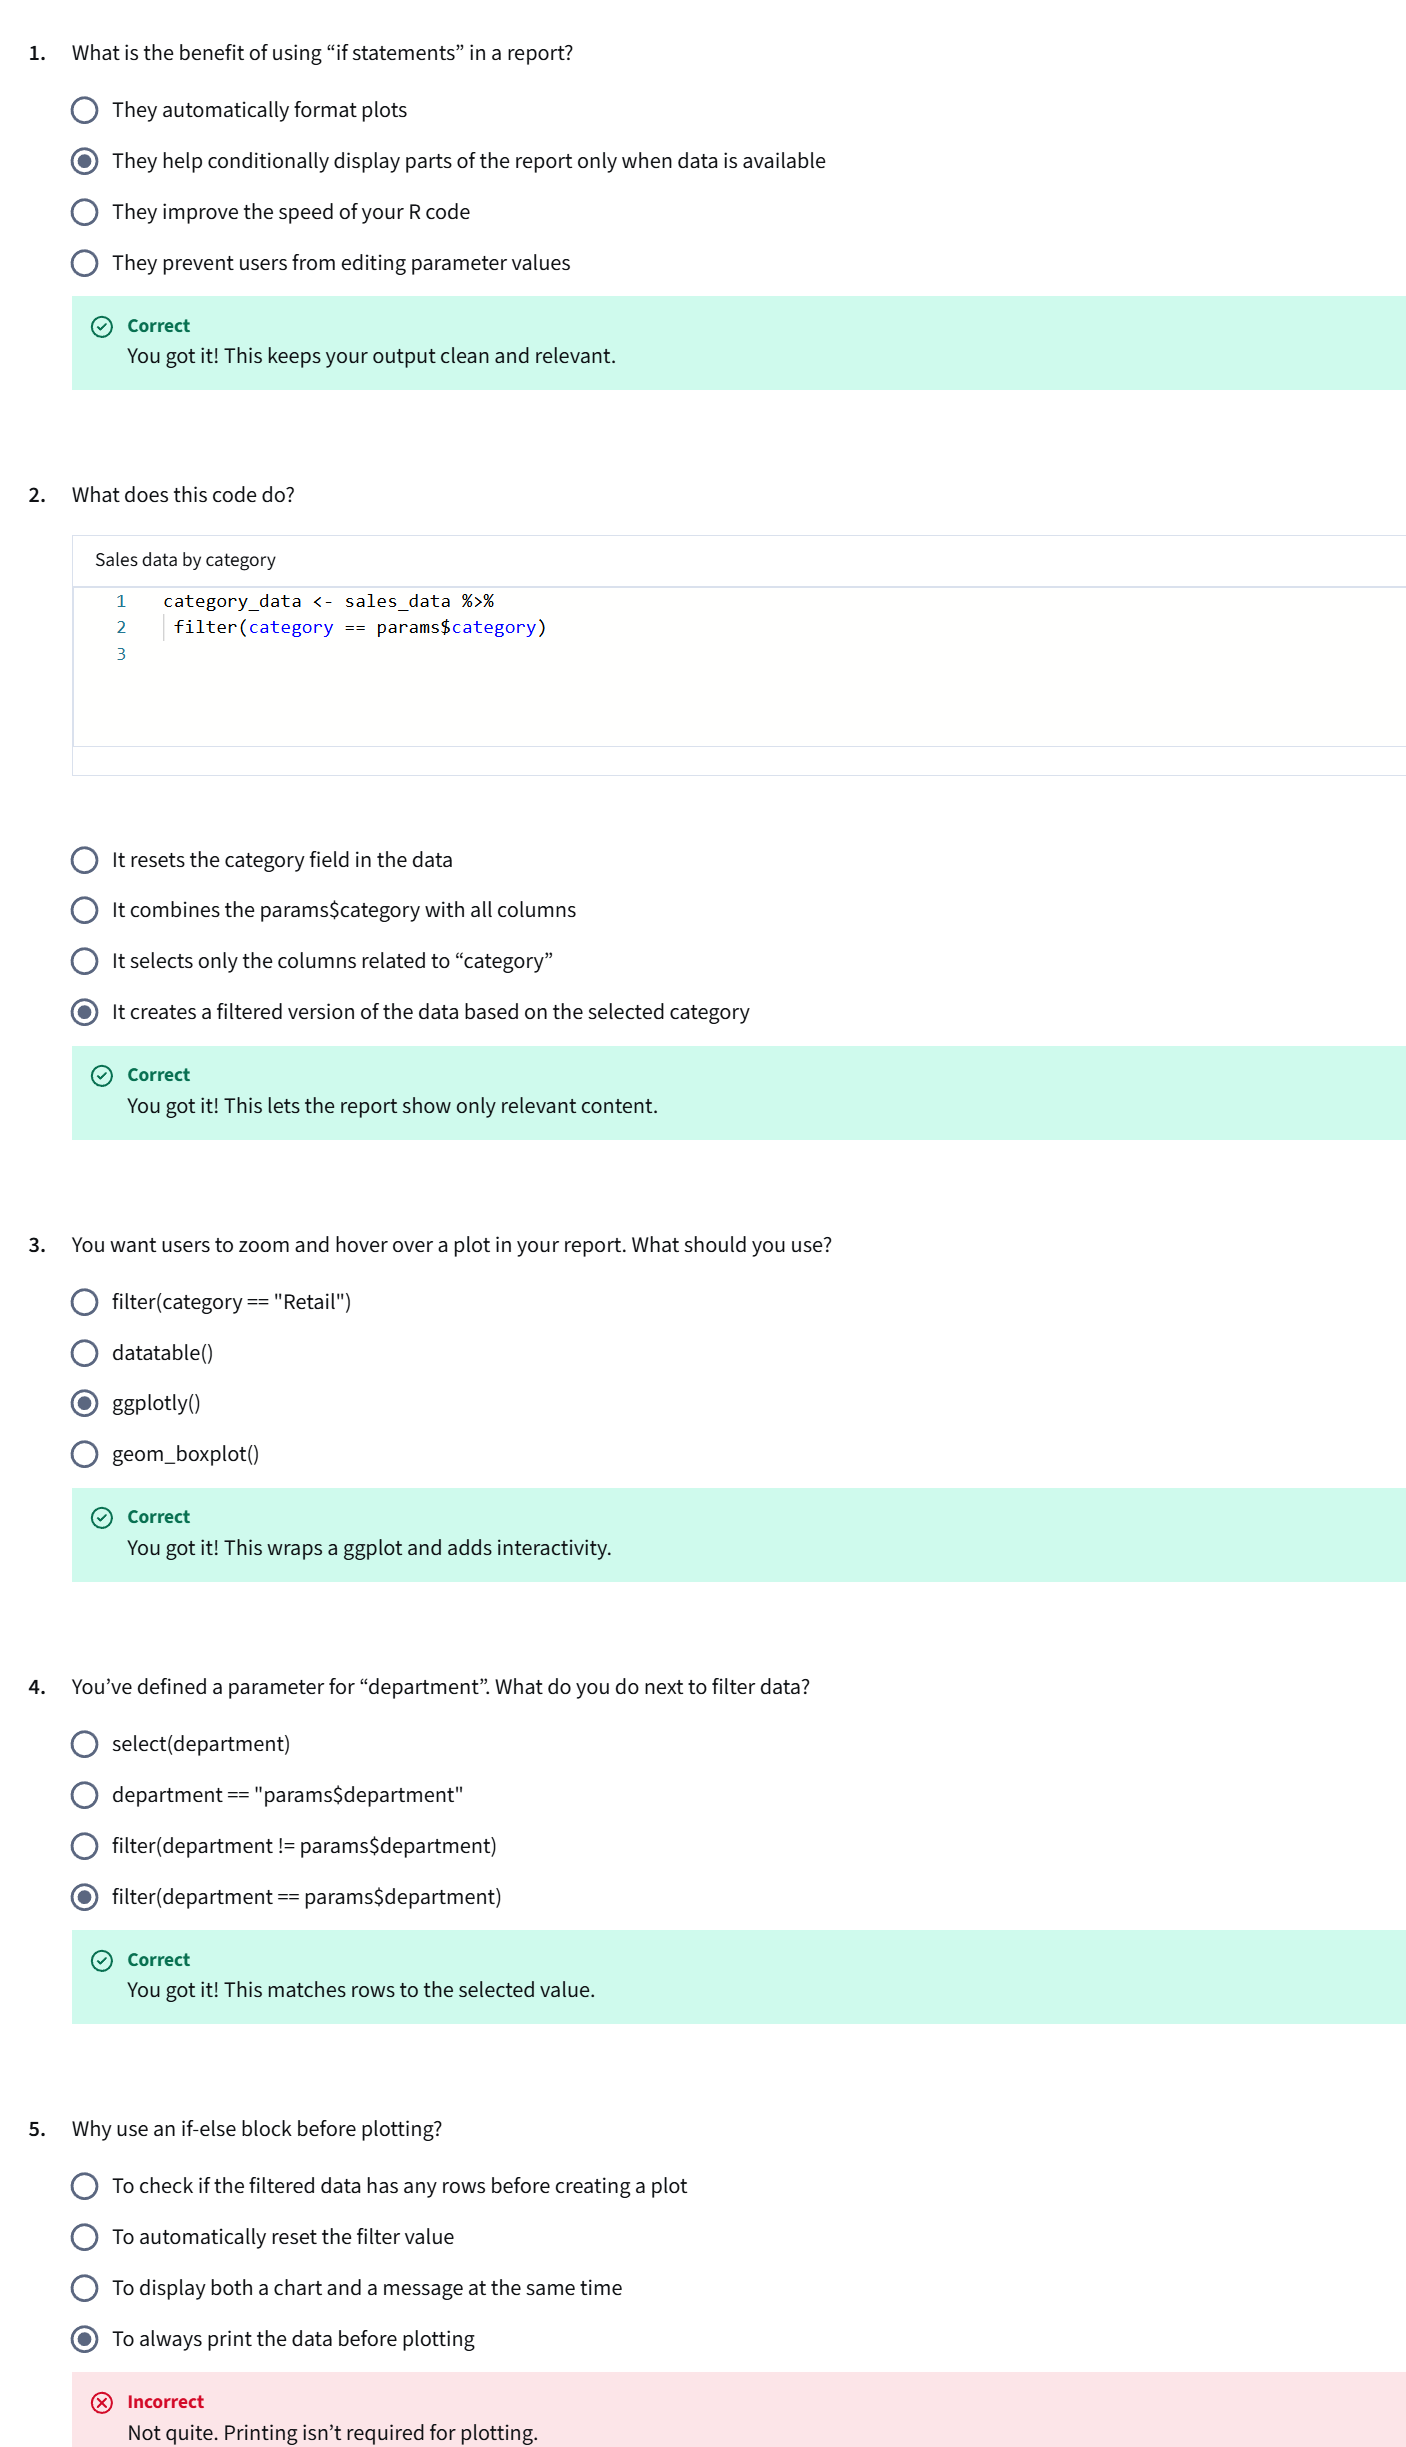 1. What is the benefit of using “if statements” in a report?
They automatically format plots
They help conditionally display parts of the report only when data is available
They improve the speed of your R code
They prevent users from editing parameter values
Correct
You got it! This keeps your output clean and relevant.
2. What does this code do?
Sales data by category
1 category_data <- sales_data %>%
2 filter(category == params$category)
3
It resets the category field in the data
It combines the params$category with all columns
It selects only the columns related to “category”
It creates a filtered version of the data based on the selected category
Correct
You got it! This lets the report show only relevant content.
3. You want users to zoom and hover over a plot in your report. What should you use?
filter(category == "Retail")
datatable()
ggplotly()
geom_boxplot()
Correct
You got it! This wraps a ggplot and adds interactivity.
4. You’ve defined a parameter for “department”. What do you do next to filter data?
select(department)
department == "params$department"
filter(department != params$department)
filter(department == params$department)
Correct
You got it! This matches rows to the selected value.
5. Why use an if-else block before plotting?
To check if the filtered data has any rows before creating a plot
To automatically reset the filter value
To display both a chart and a message at the same time
To always print the data before plotting
Incorrect
Not quite. Printing isn’t required for plotting.